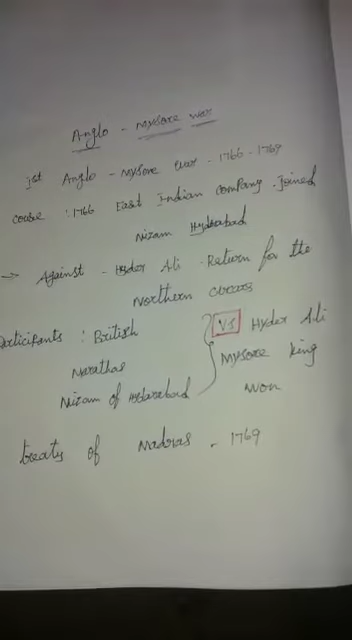 Anglo - Mysore war
1st Anglo - Mysore war - 1766 - 1769
cause : 1766 East Indian company joined
Nizam Hyderabad
→ Against - Hyder Ali - Return for the
Northern circars
Participants : British
Marathas
Nizam of Hyderabad
VS Hyder Ali
Mysore king
won
treaty of Madras - 1769